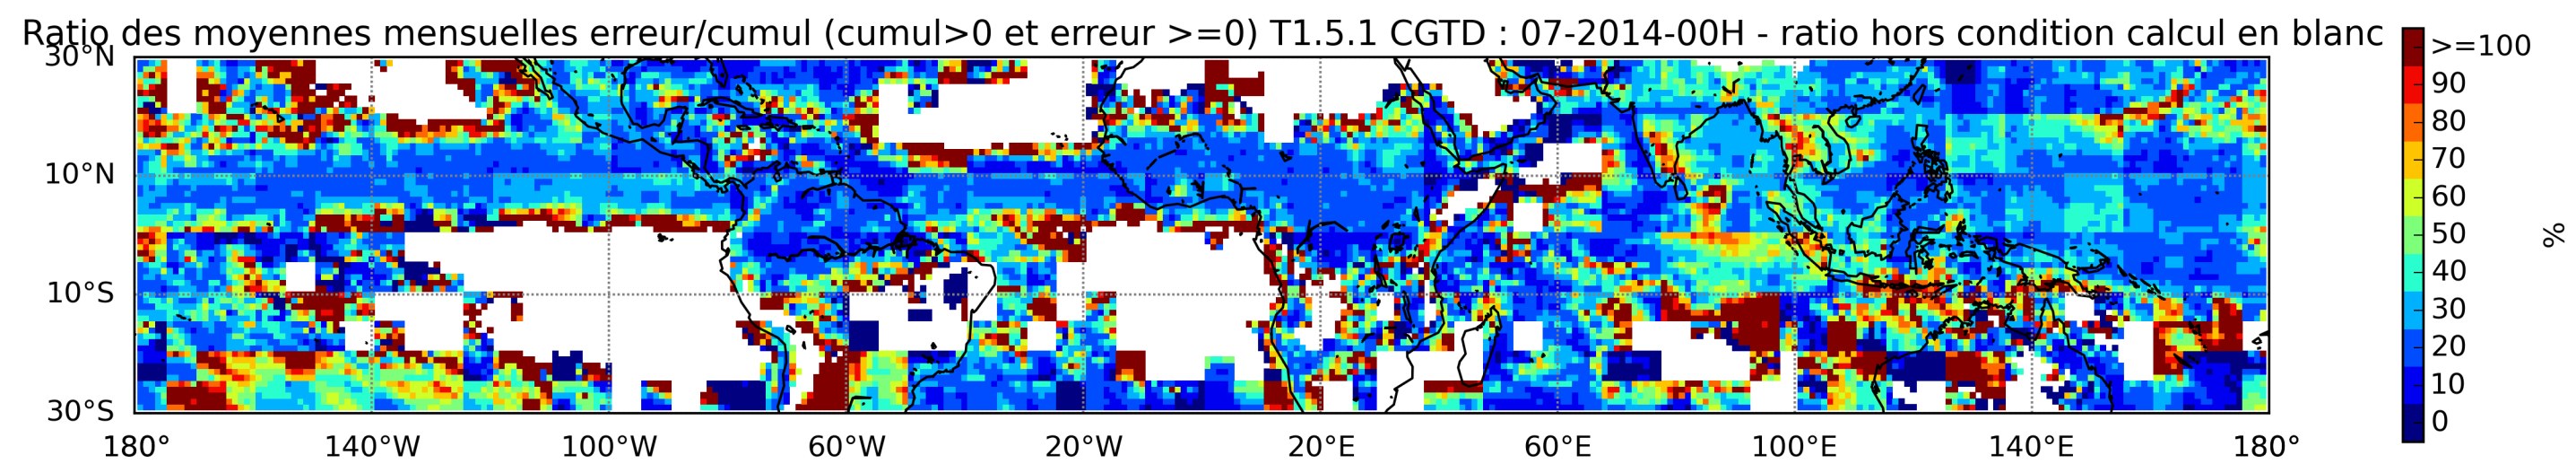 Ratio des moyennes mensuelles erreur/cumul (cumul>0 et erreur >=0) T1.5.1 CGTD : 07-2014-00H - ratio hors condition calcul en blanc
30°N
10°N
10°S
30°S
180° 140°W 100°W 60°W 20°W 20°E 60°E 100°E 140°E 180°
>=100
90
80
70
60
50
40
30
20
10
0
%